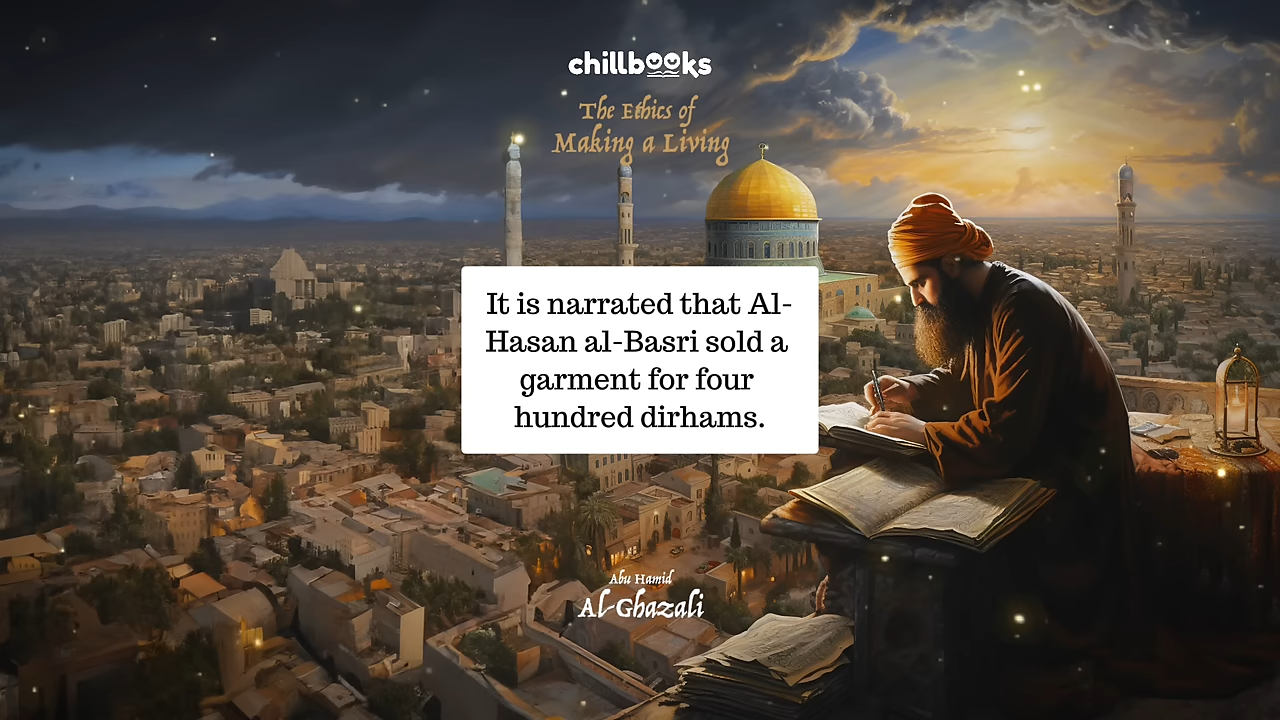 chillbooks
The Ethics of
Making a Living
It is narrated that Al-
Hasan al-Basri sold a
garment for four
hundred dirhams.
Abu Hamid
Al-Ghazali